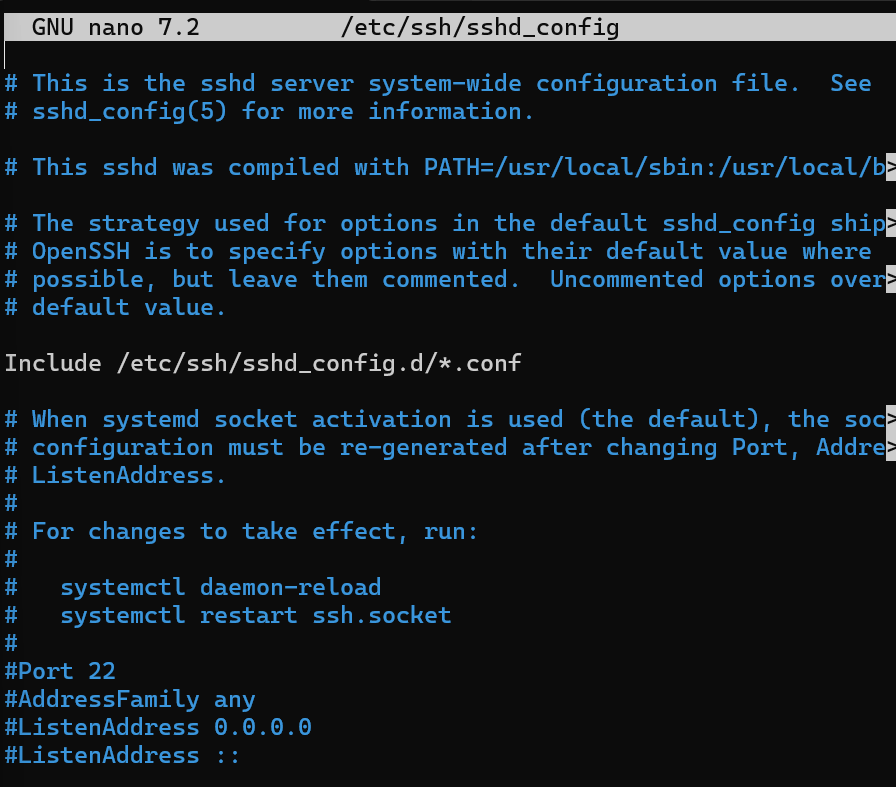 GNU nano 7.2 /etc/ssh/sshd_config
# This is the sshd server system-wide configuration file.  See
# sshd_config(5) for more information.
# This sshd was compiled with PATH=/usr/local/sbin:/usr/local/b>
# The strategy used for options in the default sshd_config ship>
# OpenSSH is to specify options with their default value where
# possible, but leave them commented.  Uncommented options over>
# default value.
Include /etc/ssh/sshd_config.d/*.conf
# When systemd socket activation is used (the default), the soc>
# configuration must be re-generated after changing Port, Addre>
# ListenAddress.
#
# For changes to take effect, run:
#
#   systemctl daemon-reload
#   systemctl restart ssh.socket
#
#Port 22
#AddressFamily any
#ListenAddress 0.0.0.0
#ListenAddress ::